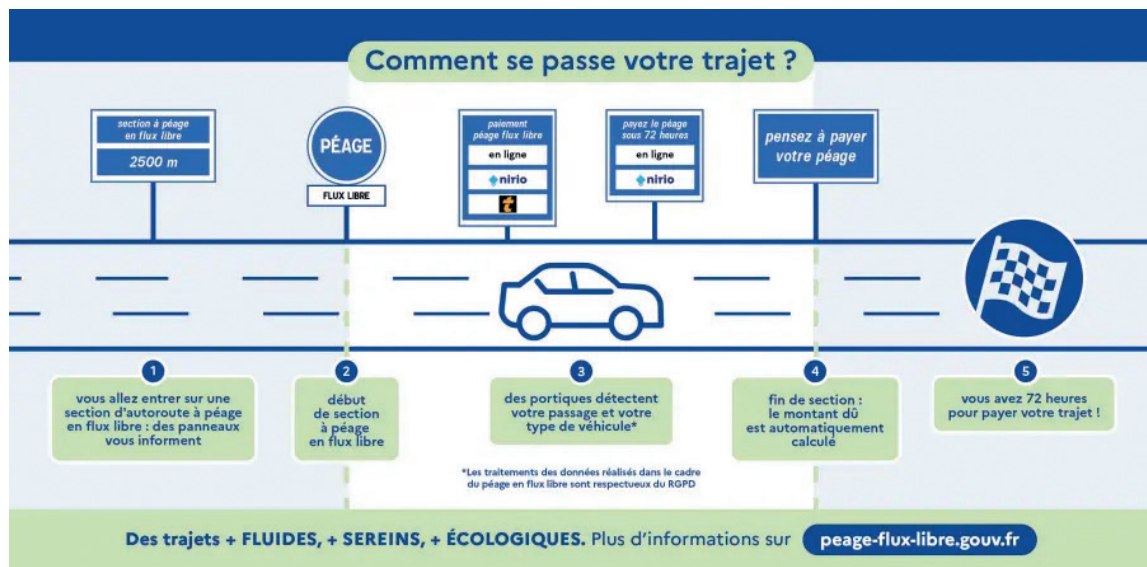 Comment se passe votre trajet ?
section à péage
en flux libre
2500 m
PÉAGE
FLUX LIBRE
paiement
péage flux libre
en ligne
nirio
t
payez le péage
sous 72 heures
en ligne
nirio
pensez à payer
votre péage
1
vous allez entrer sur une
section d'autoroute à péage
en flux libre : des panneaux
vous informent
2
début
de section
à péage
en flux libre
3
des portiques détectent
votre passage et votre
type de véhicule*
4
fin de section :
le montant dû
est automatiquement
calculé
5
vous avez 72 heures
pour payer votre trajet !
*Les traitements des données réalisés dans le cadre
du péage en flux libre sont respectueux du RGPD
Des trajets + FLUIDES, + SEREINS, + ÉCOLOGIQUES. Plus d'informations sur peage-flux-libre.gouv.fr